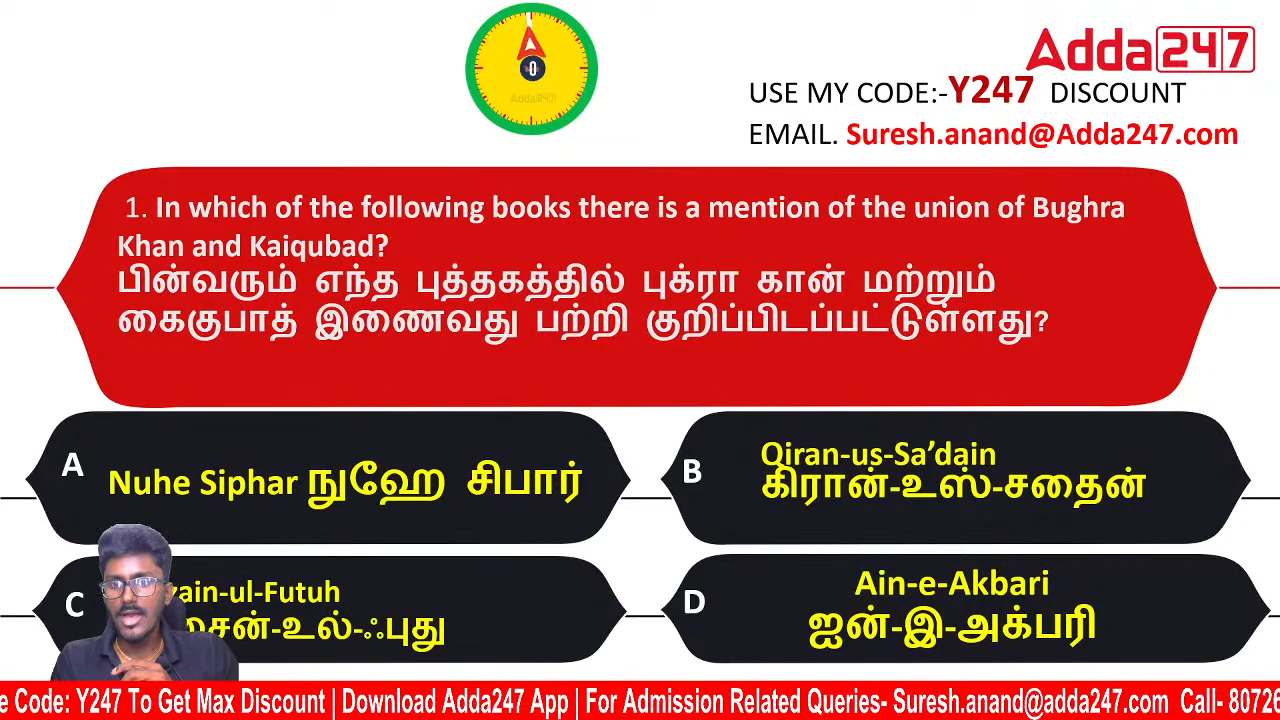 0
Adda247
Adda247
USE MY CODE:-Y247 DISCOUNT
EMAIL. Suresh.anand@Adda247.com
1. In which of the following books there is a mention of the union of Bughra
Khan and Kaiqubad?
பின்வரும் எந்த புத்தகத்தில் புக்ரா கான் மற்றும்
கைகுபாத் இணைவது பற்றி குறிப்பிடப்பட்டுள்ளது?
A
Nuhe Siphar நுஹே சிபார்
B
Qiran-us-Sa’dain
கிரான்-உஸ்-சதைன்
C
-ul-Futuh
-உல்-ஃபுது
D
Ain-e-Akbari
ஐன்-இ-அக்பரி
e Code: Y247 To Get Max Discount | Download Adda247 App | For Admission Related Queries- Suresh.anand@adda247.com Call- 80726